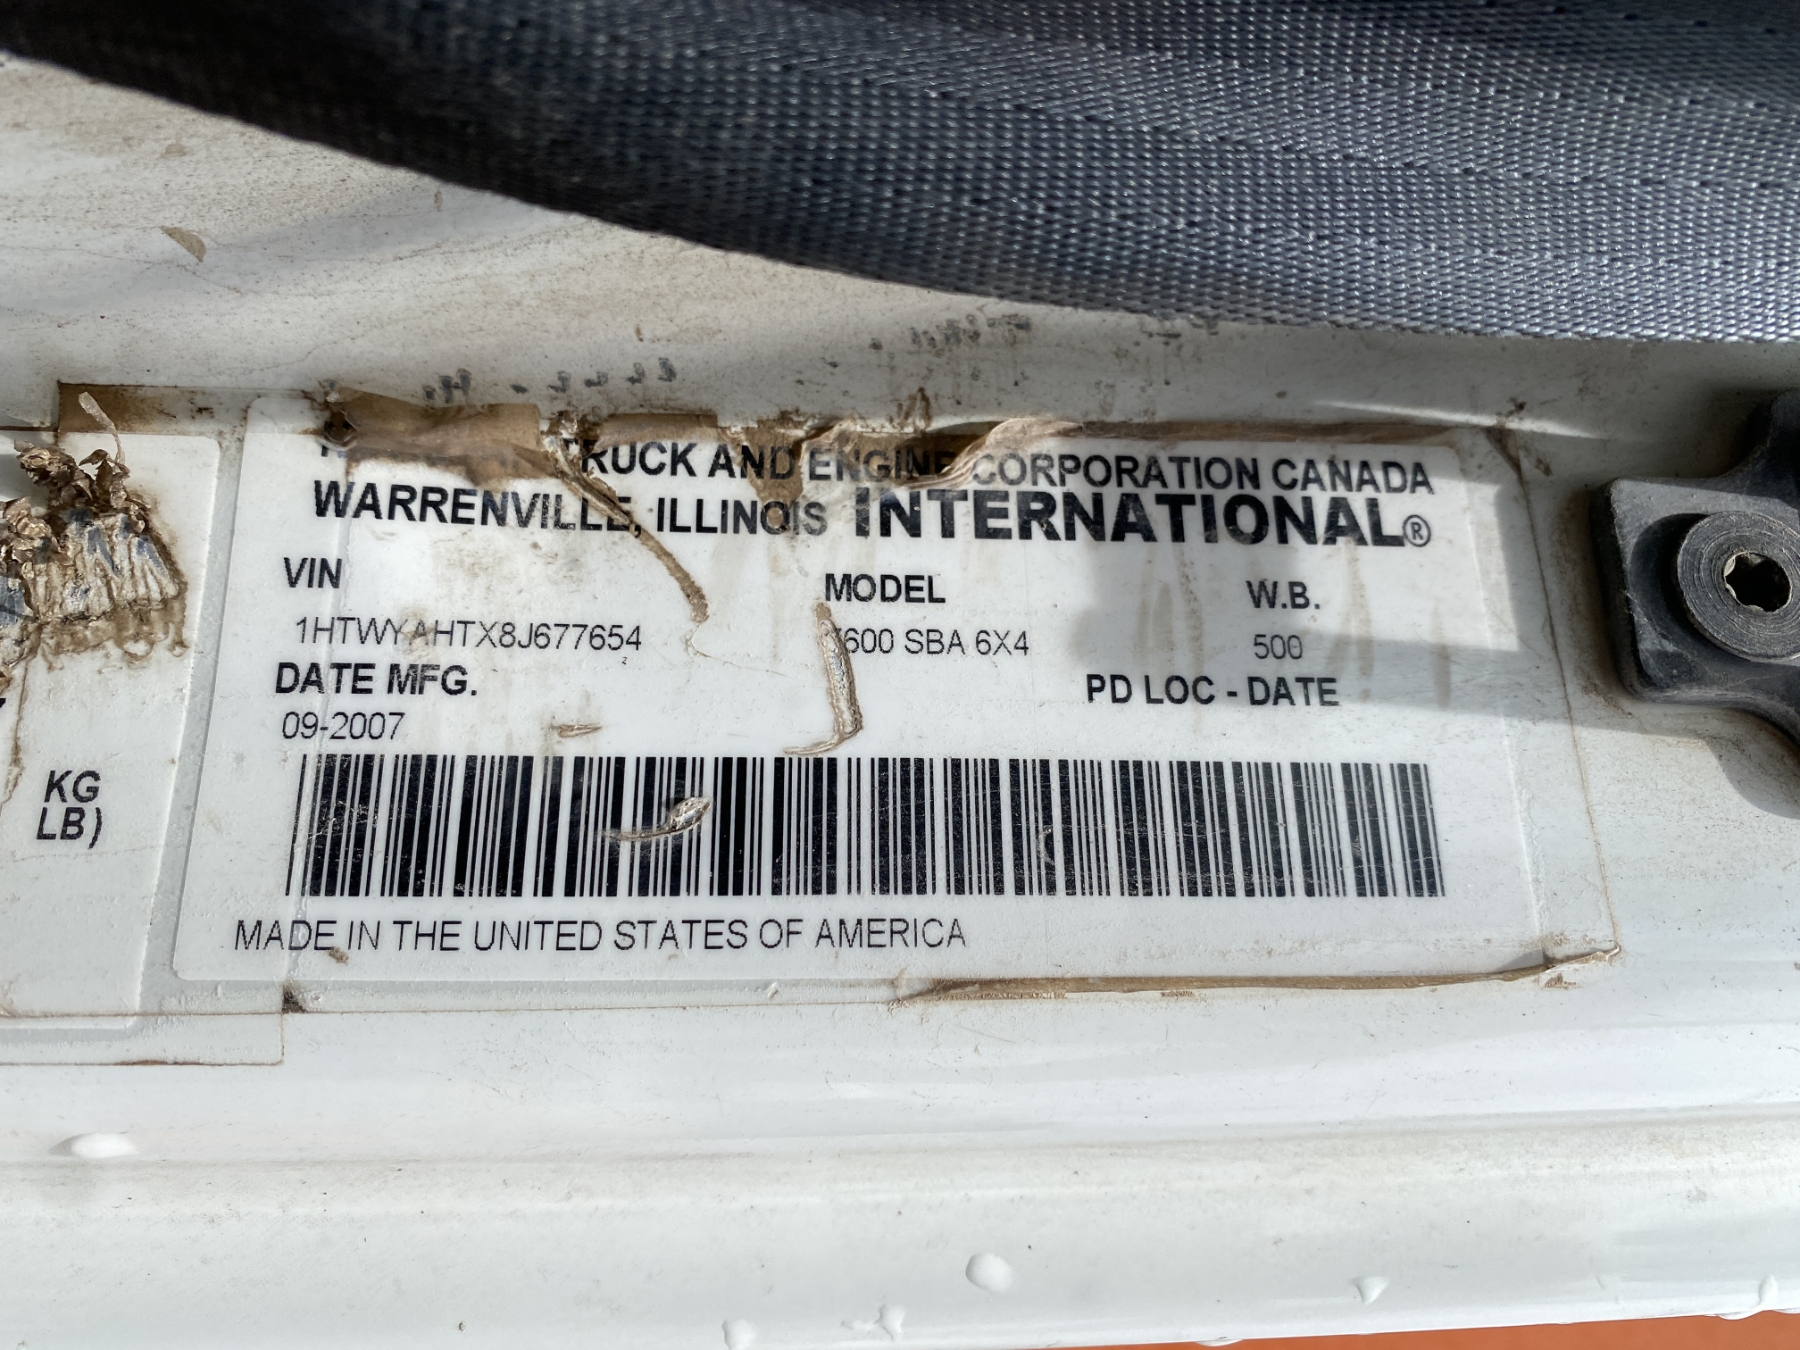 TRUCK AND ENGINE CORPORATION CANADA
WARRENVILLE, ILLINOIS INTERNATIONAL®
VIN MODEL W.B.
1HTWYAHTX8J677654 7600 SBA 6X4 500
DATE MFG. PD LOC - DATE
09-2007
KG
LB)
MADE IN THE UNITED STATES OF AMERICA